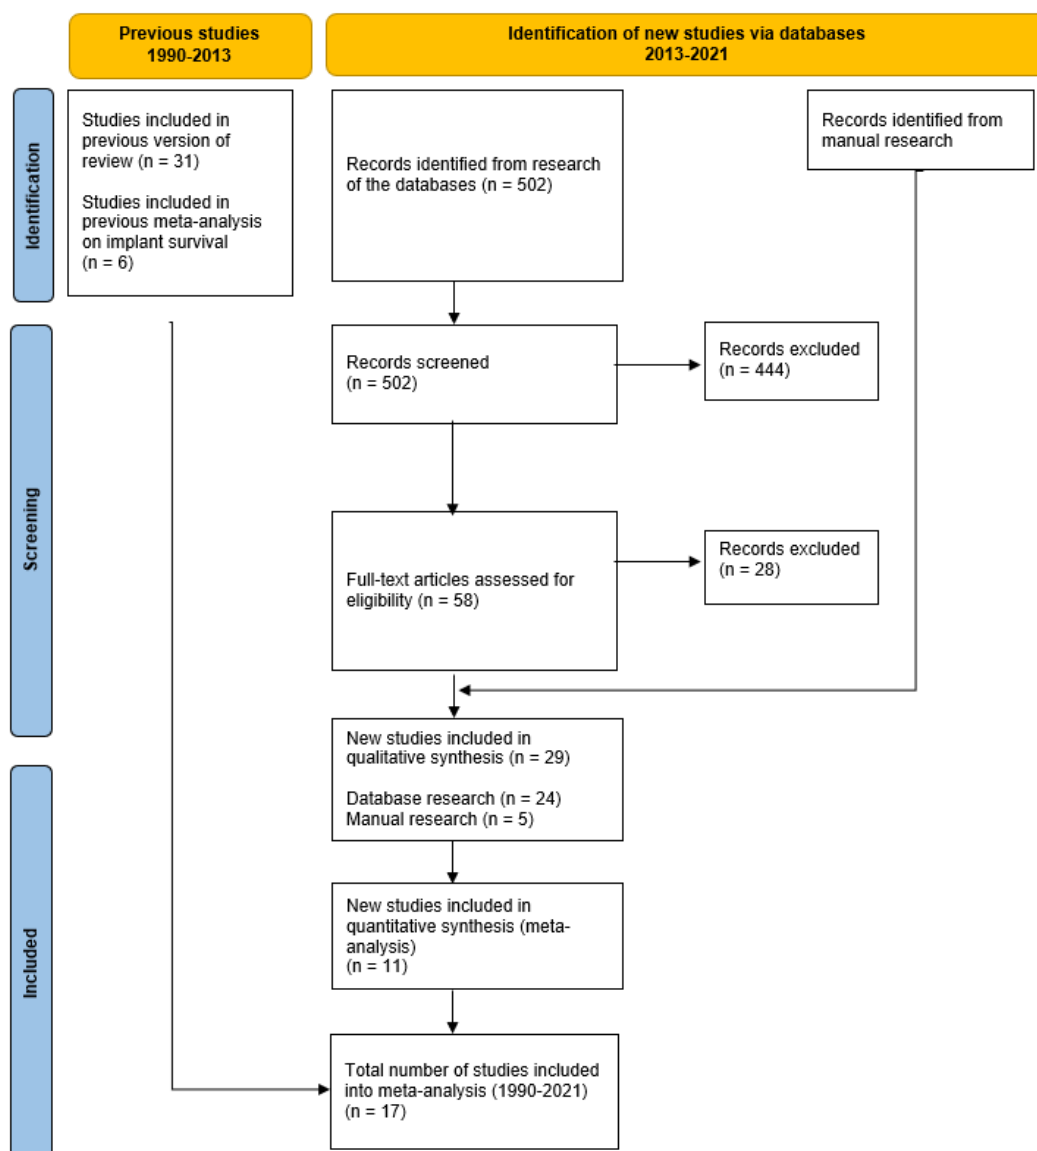 Previous studies
1990-2013
Identification of new studies via databases
2013-2021
Identification
Studies included in
previous version of
review (n = 31)
Studies included in
previous meta-analysis
on implant survival
(n = 6)
Records identified from research
of the databases (n = 502)
Records identified from
manual research
Screening
Records screened
(n = 502)
Records excluded
(n = 444)
Full-text articles assessed for
eligibility (n = 58)
Records excluded
(n = 28)
New studies included in
qualitative synthesis (n = 29)
Database research (n = 24)
Manual research (n = 5)
Included
New studies included in
quantitative synthesis (meta-
analysis)
(n = 11)
Total number of studies included
into meta-analysis (1990-2021)
(n = 17)